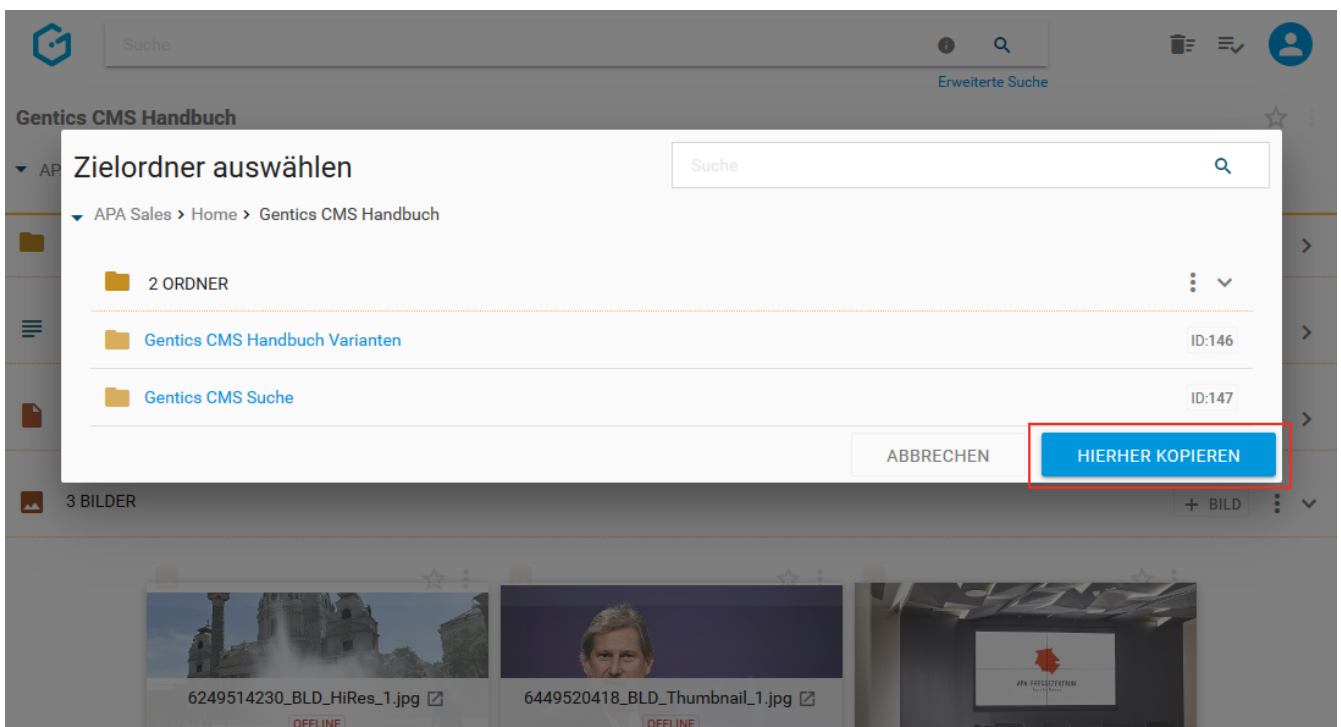 Suche
Erweiterte Suche
Gentics CMS Handbuch
AP
Zielordner auswählen
Suche
APA Sales > Home > Gentics CMS Handbuch
2 ORDNER
Gentics CMS Handbuch Varianten
ID:146
Gentics CMS Suche
ID:147
ABBRECHEN
HIERHER KOPIEREN
3 BILDER
+ BILD
6249514230_BLD_HiRes_1.jpg
6449520418_BLD_Thumbnail_1.jpg
OFFLINE
OFFLINE
APA PRESSEZENTRUM